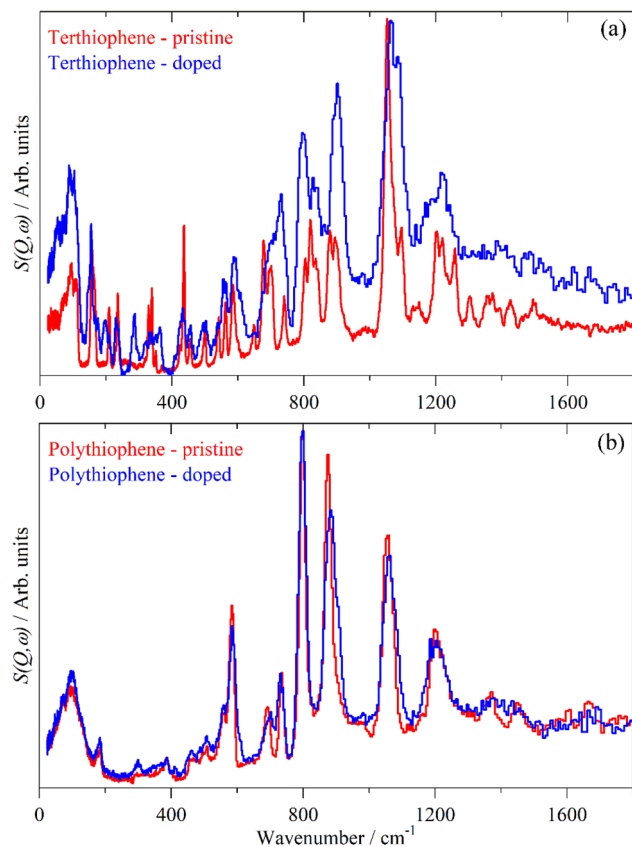 (a)
Terthiophene - pristine
Terthiophene - doped
S(Q,ω) / Arb. units
0 400 800 1200 1600
(b)
Polythiophene - pristine
Polythiophene - doped
S(Q,ω) / Arb. units
0 400 800 1200 1600
Wavenumber / cm⁻¹